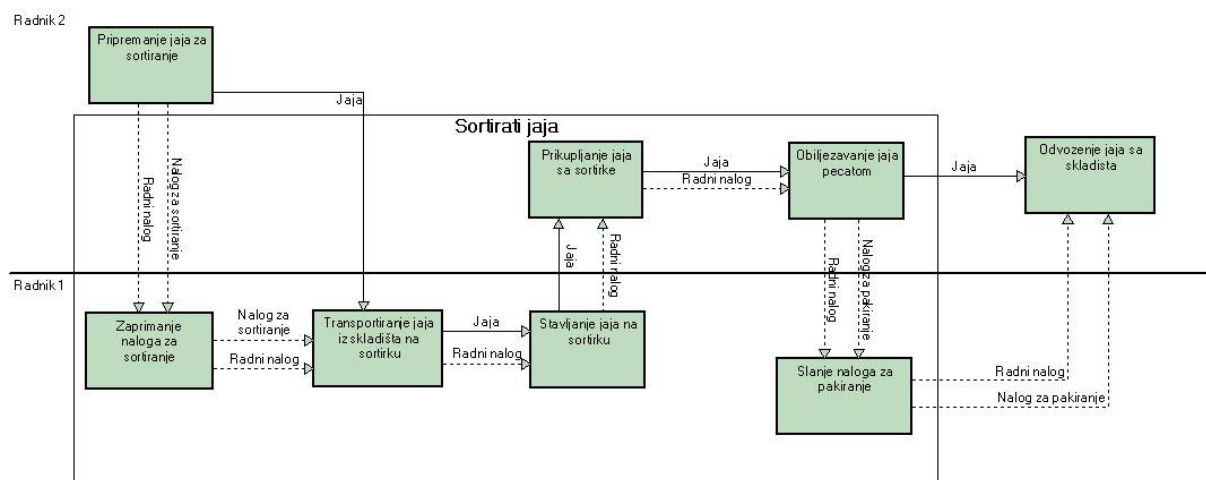 Radnik 2
Pripremanje jaja za
sortiranje
Jaja
Sortirati jaja
Radni nalog
Nalog za sortiranje
Prikupljanje jaja
sa sortirke
Jaja
Radni nalog
Obiljezavanje jaja
pecatom
Jaja
Odvozenje jaja sa
skladista
Jaja
Radni nalog
Radni nalog
Nalog za pakiranje
Radnik 1
Zaprimanje
naloga za
sortiranje
Nalog za
sortiranje
Radni nalog
Transportiranje jaja
iz skladišta na
sortirku
Jaja
Radni nalog
Stavljanje jaja na
sortirku
Slanje naloga za
pakiranje
Radni nalog
Nalog za pakiranje